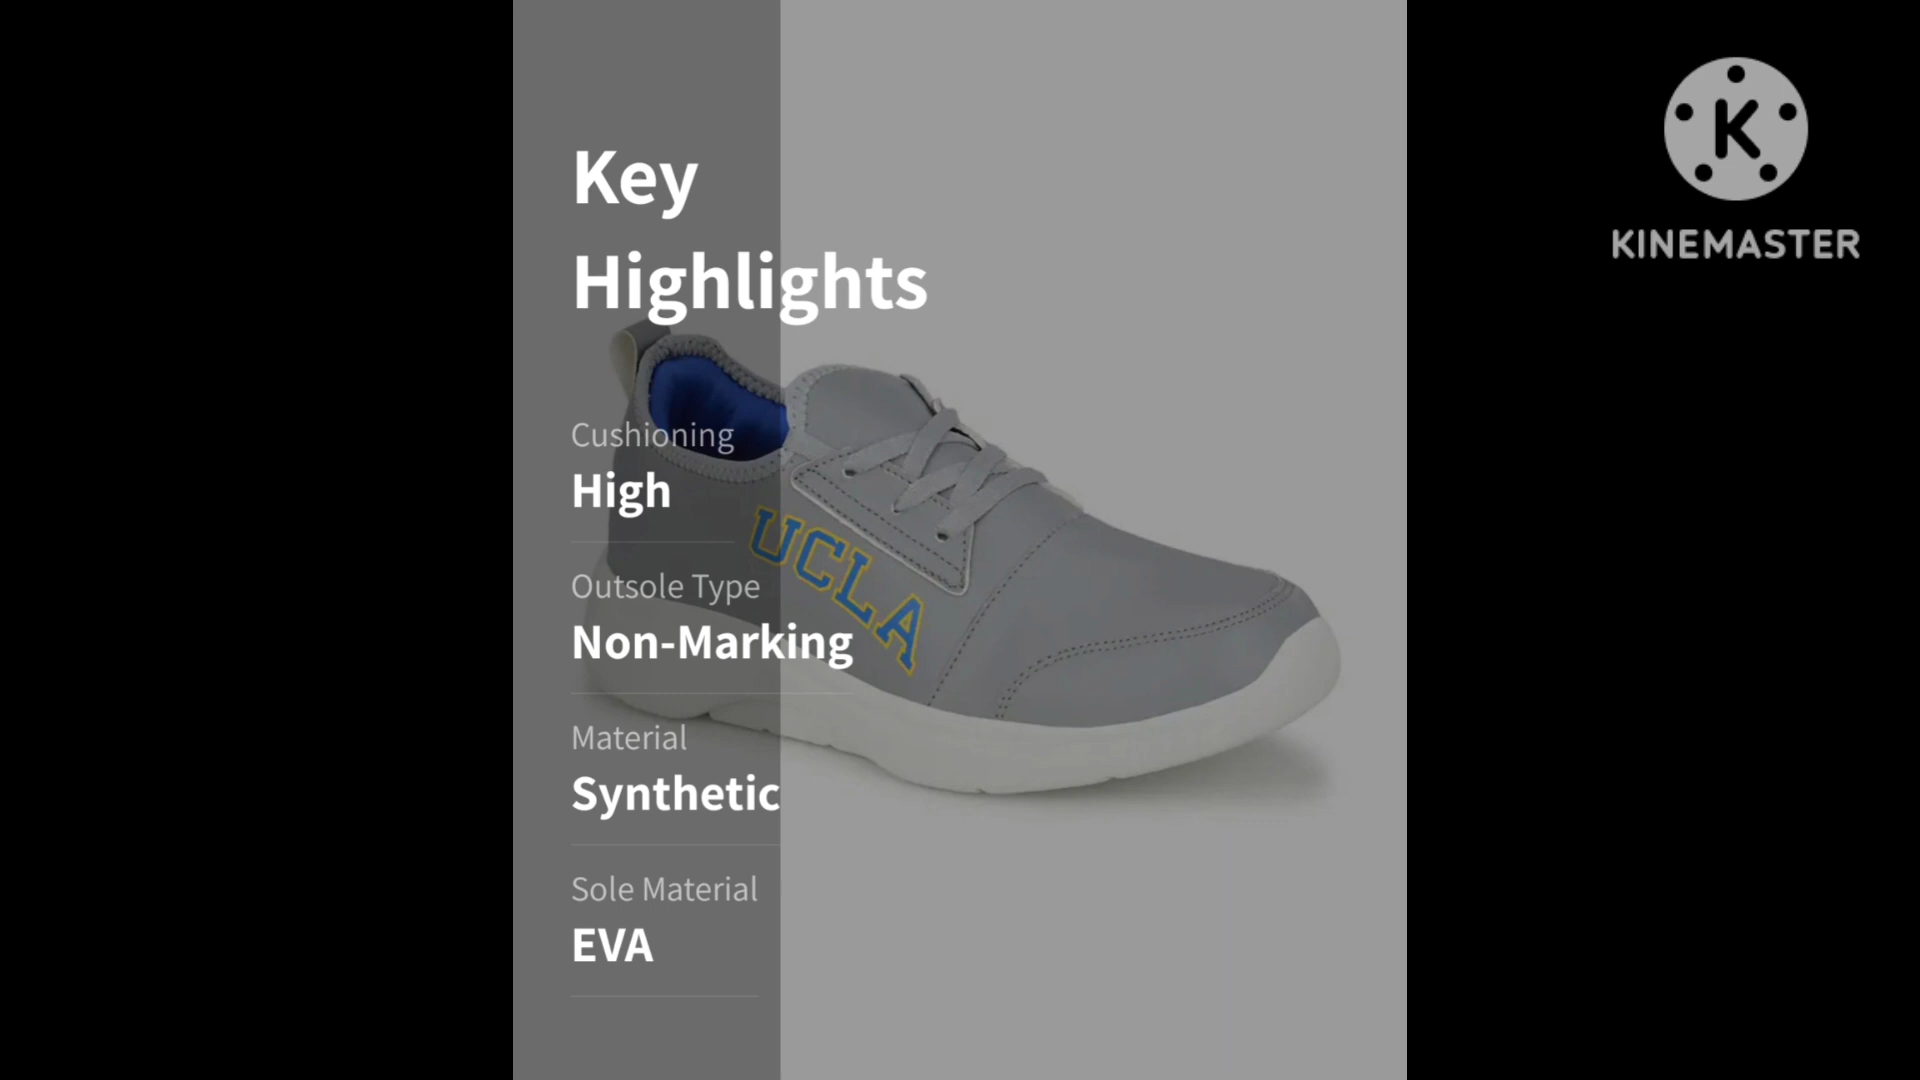 Key
Highlights
Cushioning
High
Outsole Type
Non-Marking
Material
Synthetic
Sole Material
EVA
UCLA
K
KINEMASTER